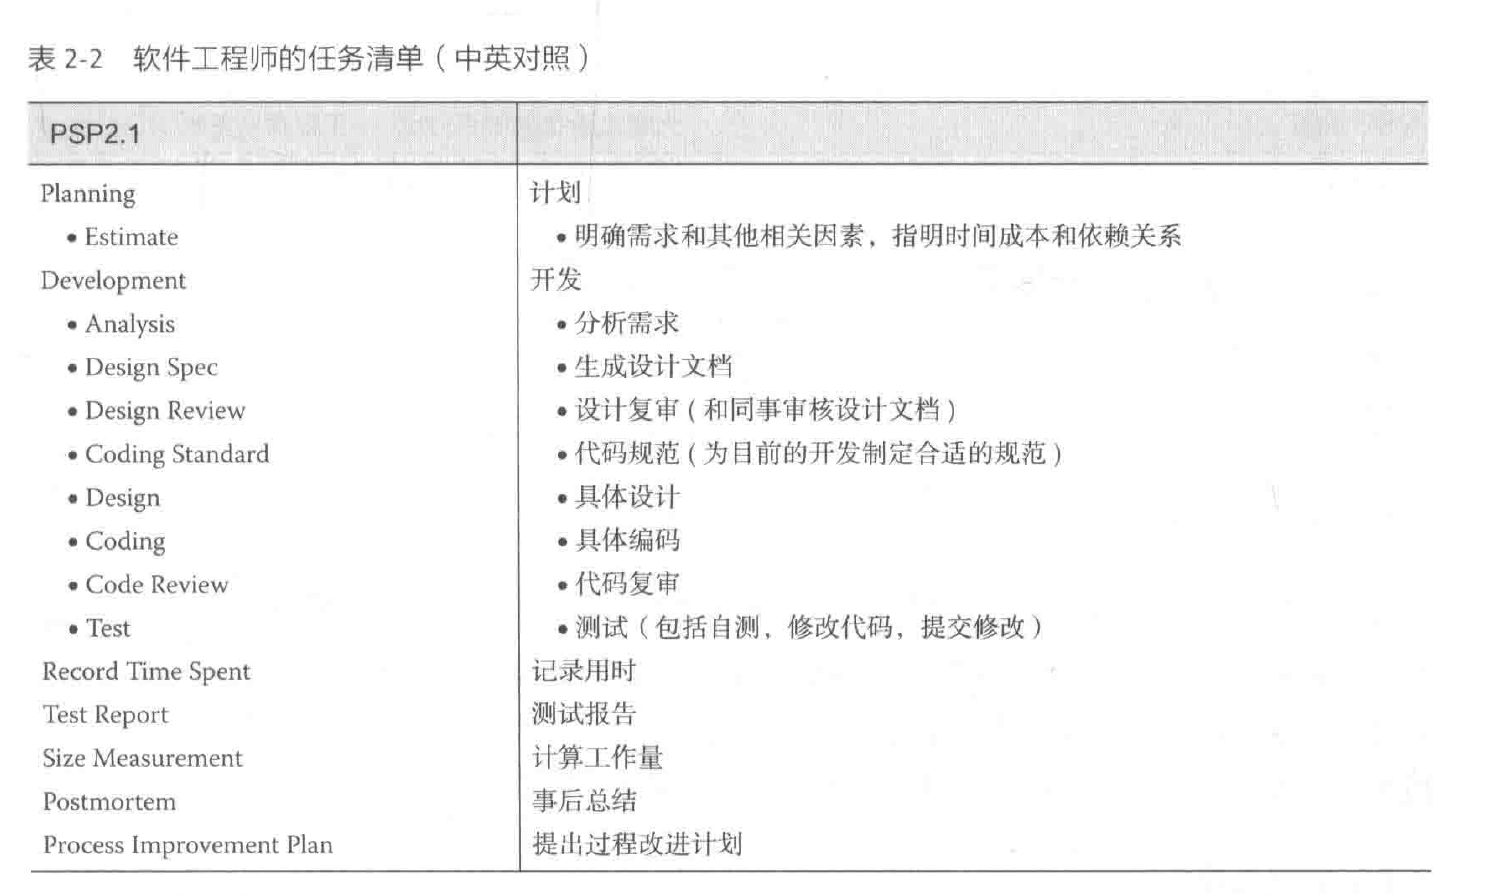 表 2-2 软件工程师的任务清单（中英对照）
PSP2.1
Planning 计划
• Estimate • 明确需求和其他相关因素，指明时间成本和依赖关系
Development 开发
• Analysis • 分析需求
• Design Spec • 生成设计文档
• Design Review • 设计复审（和同事审核设计文档）
• Coding Standard • 代码规范（为目前的开发制定合适的规范）
• Design • 具体设计
• Coding • 具体编码
• Code Review • 代码复审
• Test • 测试（包括自测，修改代码，提交修改）
Record Time Spent 记录用时
Test Report 测试报告
Size Measurement 计算工作量
Postmortem 事后总结
Process Improvement Plan 提出过程改进计划